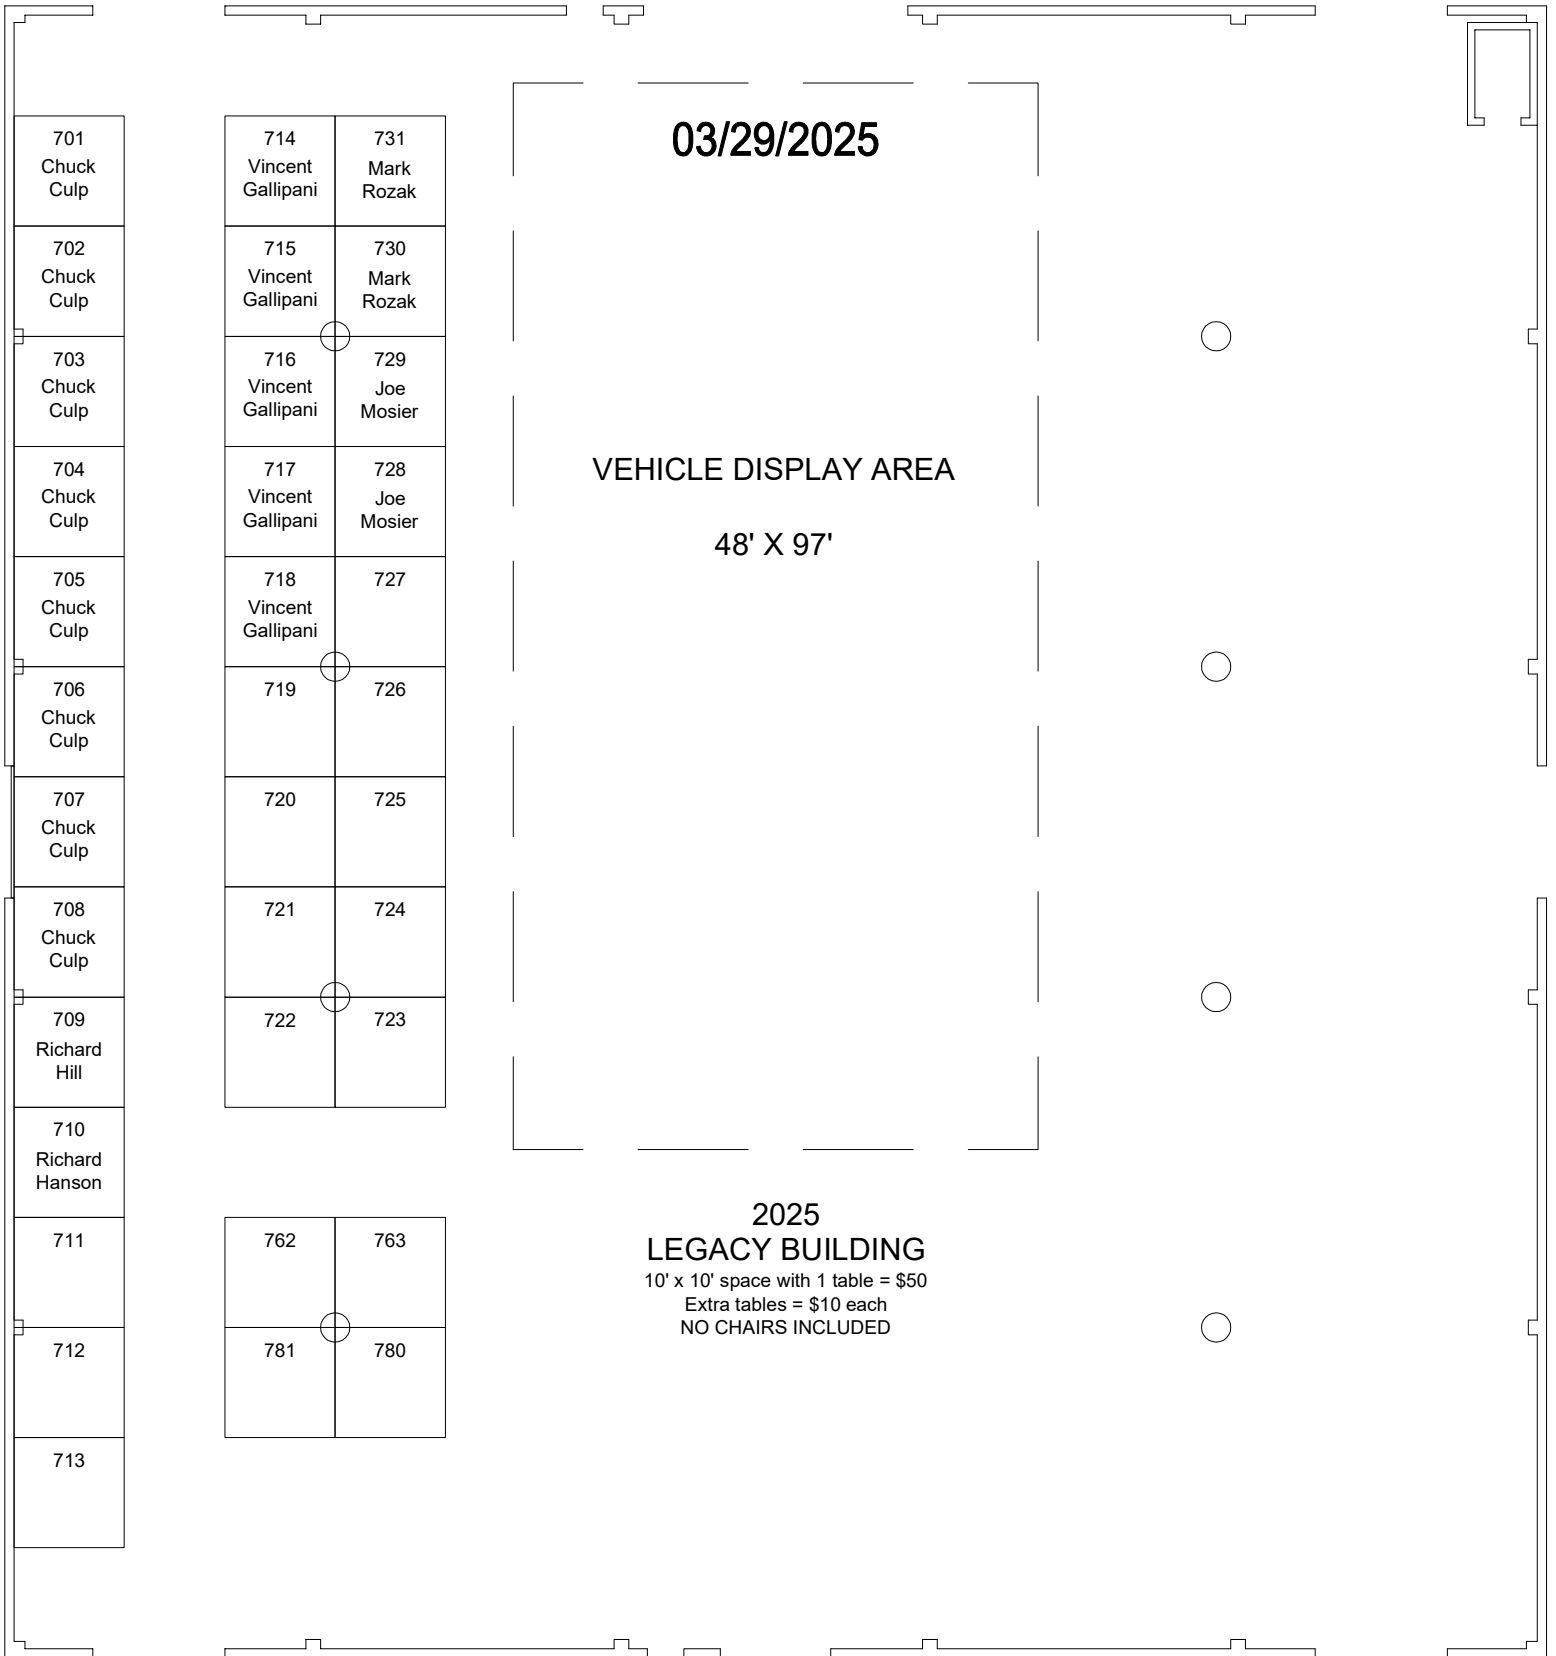 03/29/2025
701
Chuck
Culp
702
Chuck
Culp
703
Chuck
Culp
704
Chuck
Culp
705
Chuck
Culp
706
Chuck
Culp
707
Chuck
Culp
708
Chuck
Culp
709
Richard
Hill
710
Richard
Hanson
711
712
713
714
Vincent
Gallipani
715
Vincent
Gallipani
716
Vincent
Gallipani
717
Vincent
Gallipani
718
Vincent
Gallipani
719
720
721
722
731
Mark
Rozak
730
Mark
Rozak
729
Joe
Mosier
728
Joe
Mosier
727
726
725
724
723
762
763
781
780
VEHICLE DISPLAY AREA
48' X 97'
2025
LEGACY BUILDING
10' x 10' space with 1 table = $50
Extra tables = $10 each
NO CHAIRS INCLUDED